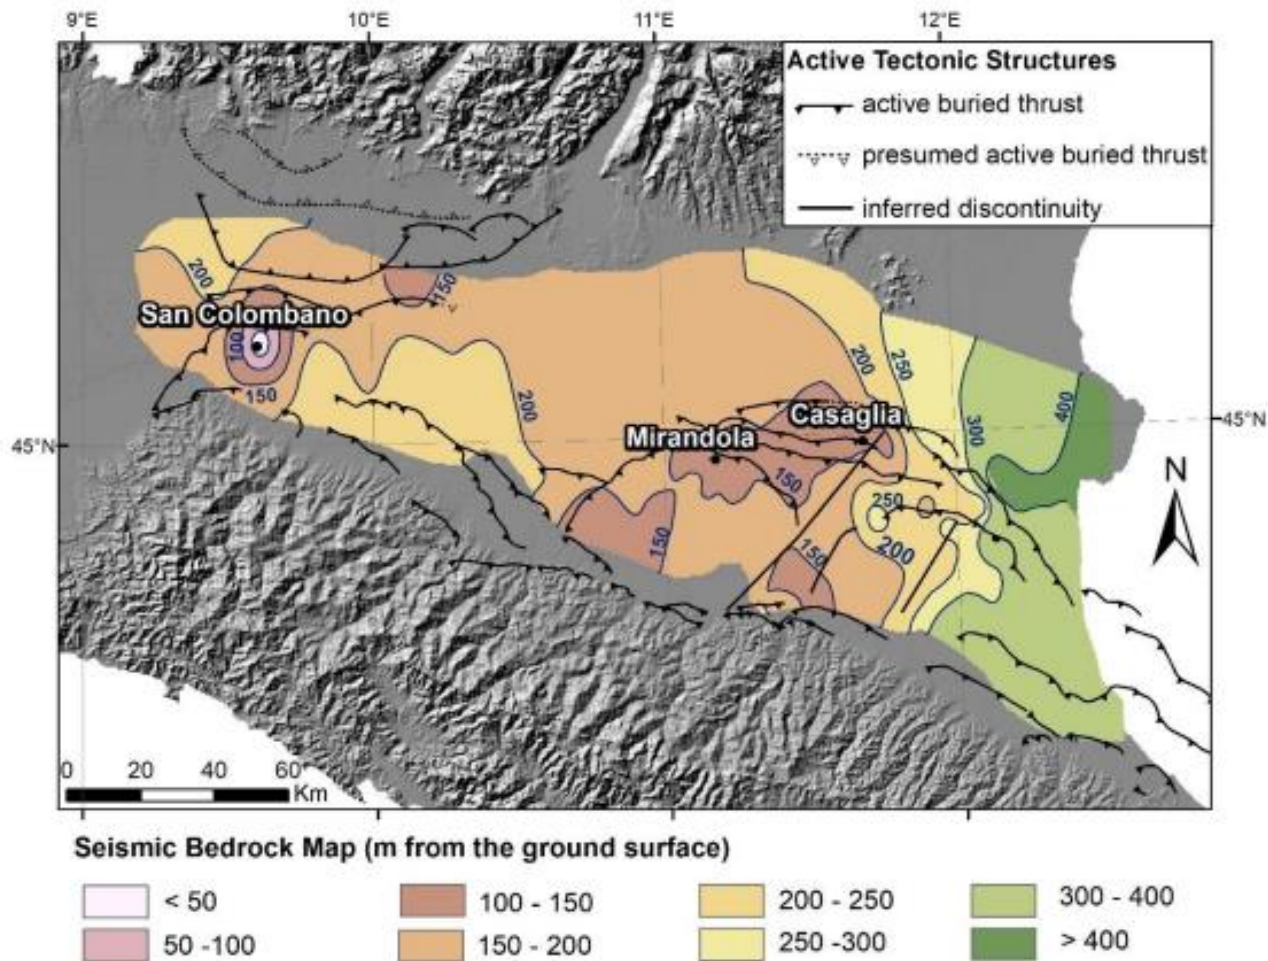 9°E 10°E 11°E 12°E
Active Tectonic Structures
active buried thrust
presumed active buried thrust
inferred discontinuity
200
150
San Colombano
100
150
200
200
250
300
400
Casaglia
Mirandola
150
150
150
250
200
45°N
45°N
N
0 20 40 60
Km
Seismic Bedrock Map (m from the ground surface)
< 50 100 - 150 200 - 250 300 - 400
50 -100 150 - 200 250 -300 > 400